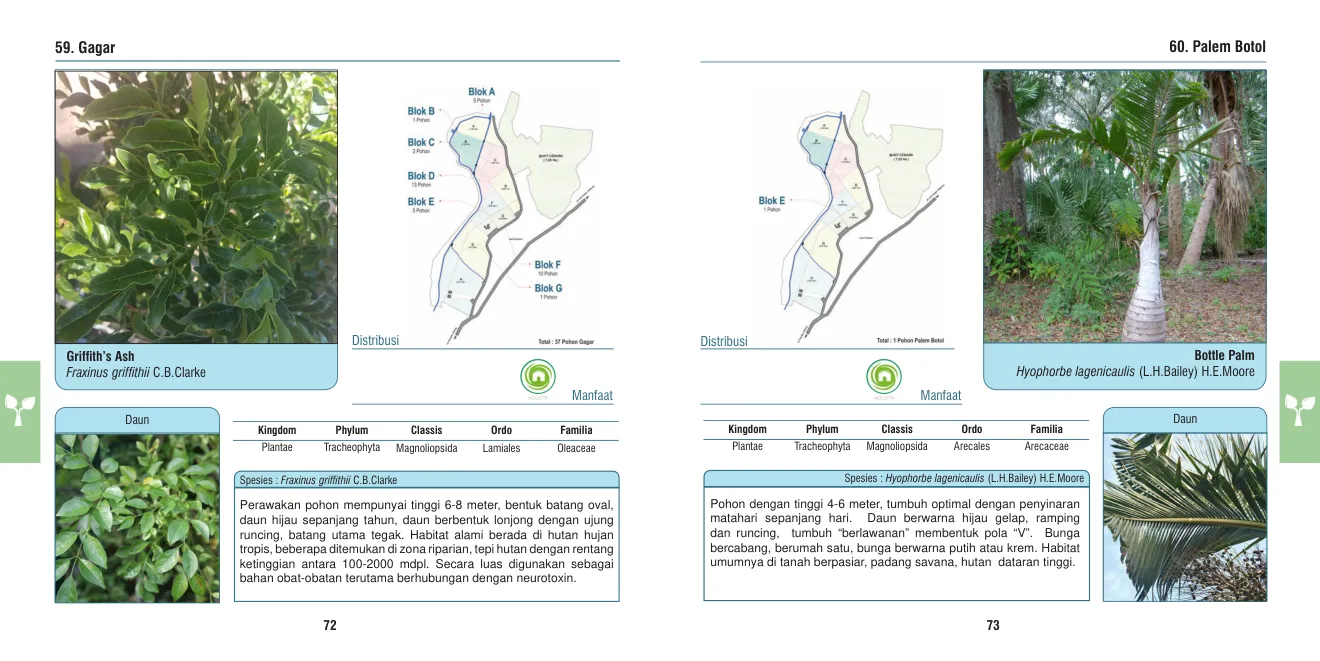 59. Gagar
Blok A
5 Pohon
Blok B
1 Pohon
Blok C
2 Pohon
Blok D
13 Pohon
Blok E
5 Pohon
Blok F
10 Pohon
Blok G
1 Pohon
Distribusi
Total : 37 Pohon Gagar
Manfaat
Griffith's Ash
Fraxinus griffithii C.B.Clarke
Daun
Kingdom Phylum Classis Ordo Familia
Plantae Tracheophyta Magnoliopsida Lamiales Oleaceae
Spesies : Fraxinus griffithii C.B.Clarke
Perawakan pohon mempunyai tinggi 6-8 meter, bentuk batang oval,
daun hijau sepanjang tahun, daun berbentuk lonjong dengan ujung
runcing, batang utama tegak. Habitat alami berada di hutan hujan
tropis, beberapa ditemukan di zona riparian, tepi hutan dengan rentang
ketinggian antara 100-2000 mdpl. Secara luas digunakan sebagai
bahan obat-obatan terutama berhubungan dengan neurotoxin.
72
60. Palem Botol
Blok E
1 Pohon
Distribusi
Total : 1 Pohon Palem Botol
Manfaat
Bottle Palm
Hyophorbe lagenicaulis (L.H.Bailey) H.E.Moore
Kingdom Phylum Classis Ordo Familia
Plantae Tracheophyta Magnoliopsida Arecales Arecaceae
Daun
Spesies : Hyophorbe lagenicaulis (L.H.Bailey) H.E.Moore
Pohon dengan tinggi 4-6 meter, tumbuh optimal dengan penyinaran
matahari sepanjang hari. Daun berwarna hijau gelap, ramping
dan runcing, tumbuh "berlawanan" membentuk pola "V". Bunga
bercabang, berumah satu, bunga berwarna putih atau krem. Habitat
umumnya di tanah berpasir, padang savana, hutan dataran tinggi.
73